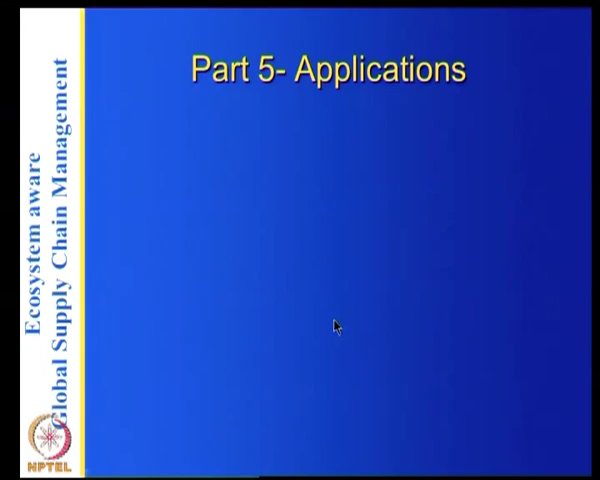 Part 5- Applications
Ecosystem aware
Global Supply Chain Management
NPTEL